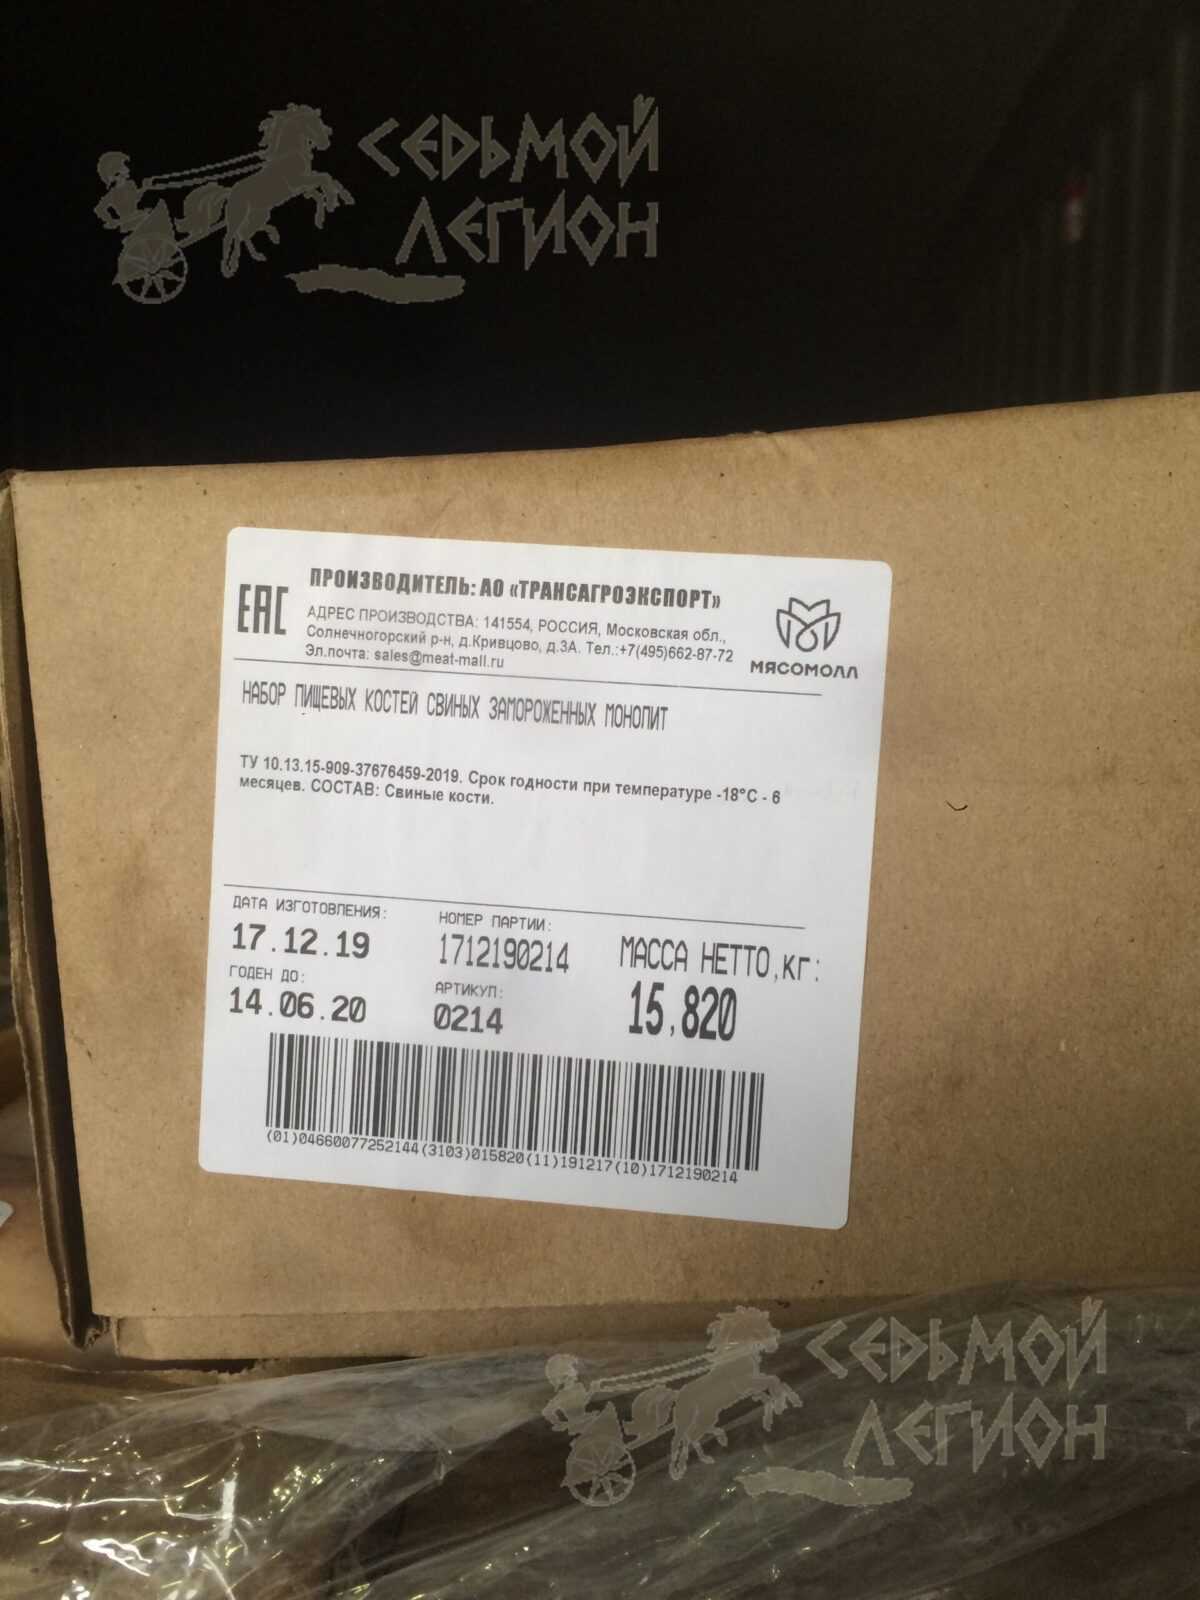 СЕДЬМОЙ
ЛЕГИОН
EAC
ПРОИЗВОДИТЕЛЬ: АО «ТРАНСАГРОЭКСПОРТ»
АДРЕС ПРОИЗВОДСТВА: 141554, РОССИЯ, Московская обл.,
Солнечногорский р-н, д.Кривцово, д.3А. Тел.:+7(495)662-87-72
Эл.почта: sales@meat-mall.ru
МЯСОМОЛЛ
НАБОР ПИЩЕВЫХ КОСТЕЙ СВИНЫХ ЗАМОРОЖЕННЫХ МОНОЛИТ
ТУ 10.13.15-909-37676459-2019. Срок годности при температуре -18°С - 6
месяцев. СОСТАВ: Свиные кости.
ДАТА ИЗГОТОВЛЕНИЯ:
17.12.19
ГОДЕН ДО:
14.06.20
НОМЕР ПАРТИИ:
1712190214
АРТИКУЛ:
0214
МАССА НЕТТО,КГ:
15,820
(01)04660077252144(3103)015820(11)191217(10)1712190214
СЕДЬМОЙ
ЛЕГИОН